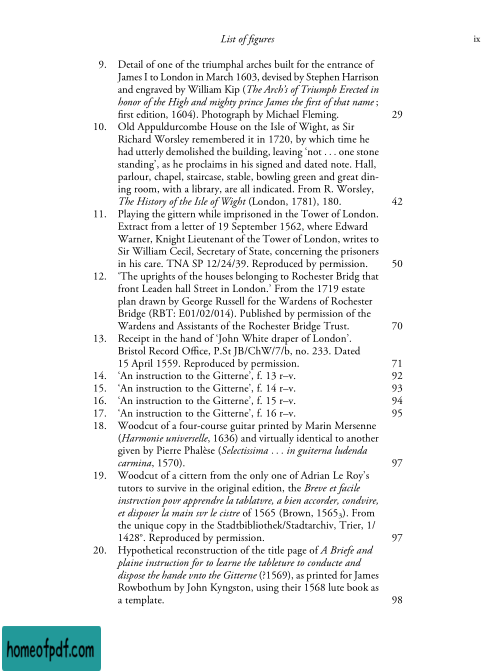 List of figures ix
9. Detail of one of the triumphal arches built for the entrance of
James I to London in March 1603, devised by Stephen Harrison
and engraved by William Kip (The Arch's of Triumph Erected in
honor of the High and mighty prince James the first of that name;
first edition, 1604). Photograph by Michael Fleming. 29
10. Old Appuldurcombe House on the Isle of Wight, as Sir
Richard Worsley remembered it in 1720, by which time he
had utterly demolished the building, leaving 'not . . . one stone
standing', as he proclaims in his signed and dated note. Hall,
parlour, chapel, staircase, stable, bowling green and great din-
ing room, with a library, are all indicated. From R. Worsley,
The History of the Isle of Wight (London, 1781), 180. 42
11. Playing the gittern while imprisoned in the Tower of London.
Extract from a letter of 19 September 1562, where Edward
Warner, Knight Lieutenant of the Tower of London, writes to
Sir William Cecil, Secretary of State, concerning the prisoners
in his care. TNA SP 12/24/39. Reproduced by permission. 50
12. 'The uprights of the houses belonging to Rochester Bridg that
front Leaden hall Street in London.' From the 1719 estate
plan drawn by George Russell for the Wardens of Rochester
Bridge (RBT: E01/02/014). Published by permission of the
Wardens and Assistants of the Rochester Bridge Trust. 70
13. Receipt in the hand of 'John White draper of London'.
Bristol Record Office, P.St JB/ChW/7/b, no. 233. Dated
15 April 1559. Reproduced by permission. 71
14. 'An instruction to the Gitterne', f. 13 r–v. 92
15. 'An instruction to the Gitterne', f. 14 r–v. 93
16. 'An instruction to the Gitterne', f. 15 r–v. 94
17. 'An instruction to the Gitterne', f. 16 r–v. 95
18. Woodcut of a four-course guitar printed by Marin Mersenne
(Harmonie universelle, 1636) and virtually identical to another
given by Pierre Phalèse (Selectissima . . . in guiterna ludenda
carmina, 1570). 97
19. Woodcut of a cittern from the only one of Adrian Le Roy's
tutors to survive in the original edition, the Breve et facile
instrvction povr apprendre la tablatvre, a bien accorder, condvire,
et disposer la main svr le cistre of 1565 (Brown, 1565₃). From
the unique copy in the Stadtbibliothek/Stadtarchiv, Trier, 1/
1428°. Reproduced by permission. 97
20. Hypothetical reconstruction of the title page of A Briefe and
plaine instruction for to learne the tableture to conducte and
dispose the hande vnto the Gitterne (?1569), as printed for James
Rowbothum by John Kyngston, using their 1568 lute book as
a template. 98
homeofpdf.com